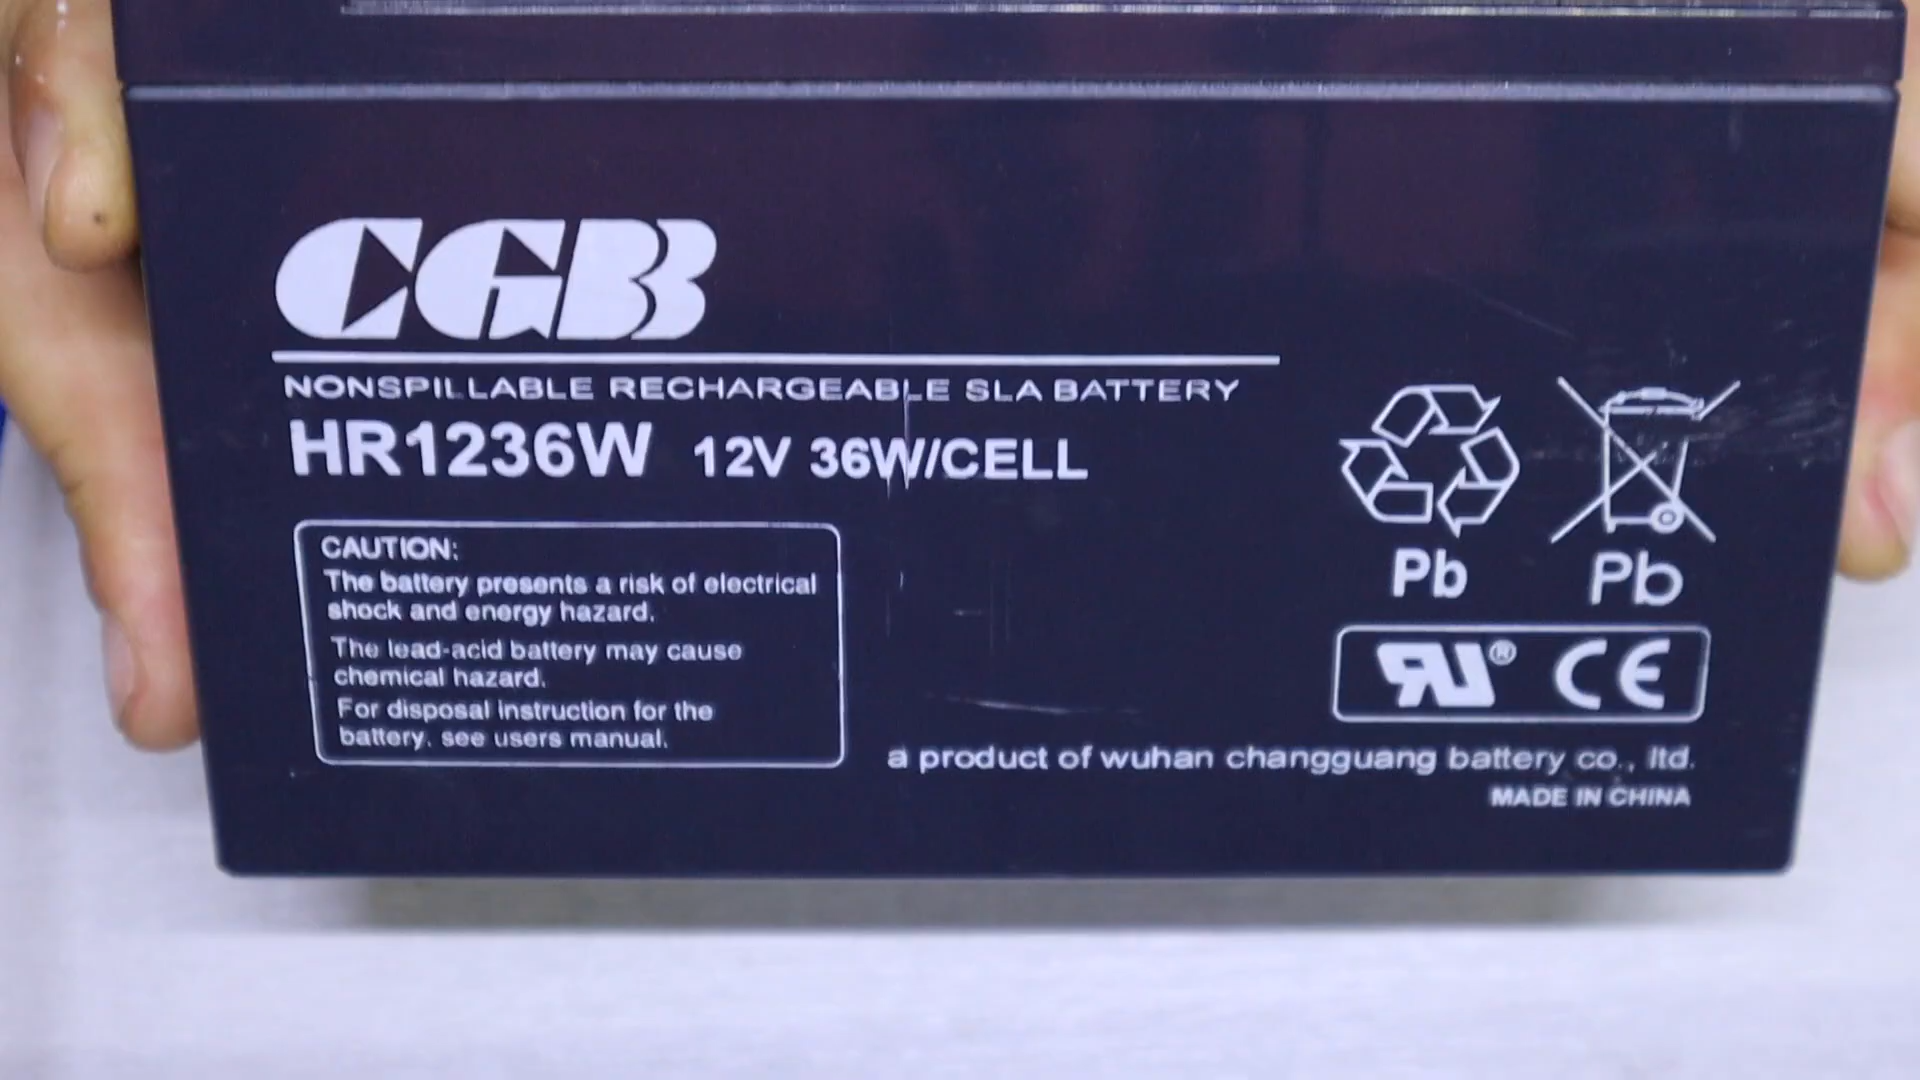 CGB
NONSPILLABLE RECHARGEABLE SLA BATTERY
HR1236W 12V 36W/CELL
CAUTION:
The battery presents a risk of electrical
shock and energy hazard.
The lead-acid battery may cause
chemical hazard.
For disposal instruction for the
battery. see users manual.
Pb Pb
RU® CE
a product of wuhan changguang battery co., ltd.
MADE IN CHINA